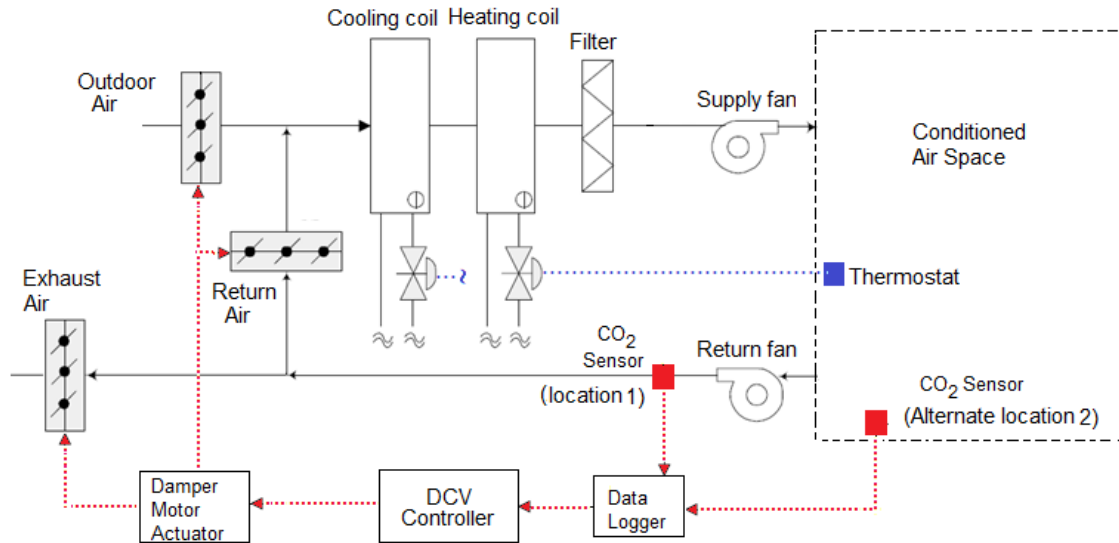 Cooling coil
Heating coil
Filter
Outdoor
Air
Supply fan
Conditioned
Air Space
Exhaust
Air
Return
Air
Thermostat
CO2
Sensor
(location 1)
Return fan
CO2 Sensor
(Alternate location 2)
Damper
Motor
Actuator
DCV
Controller
Data
Logger